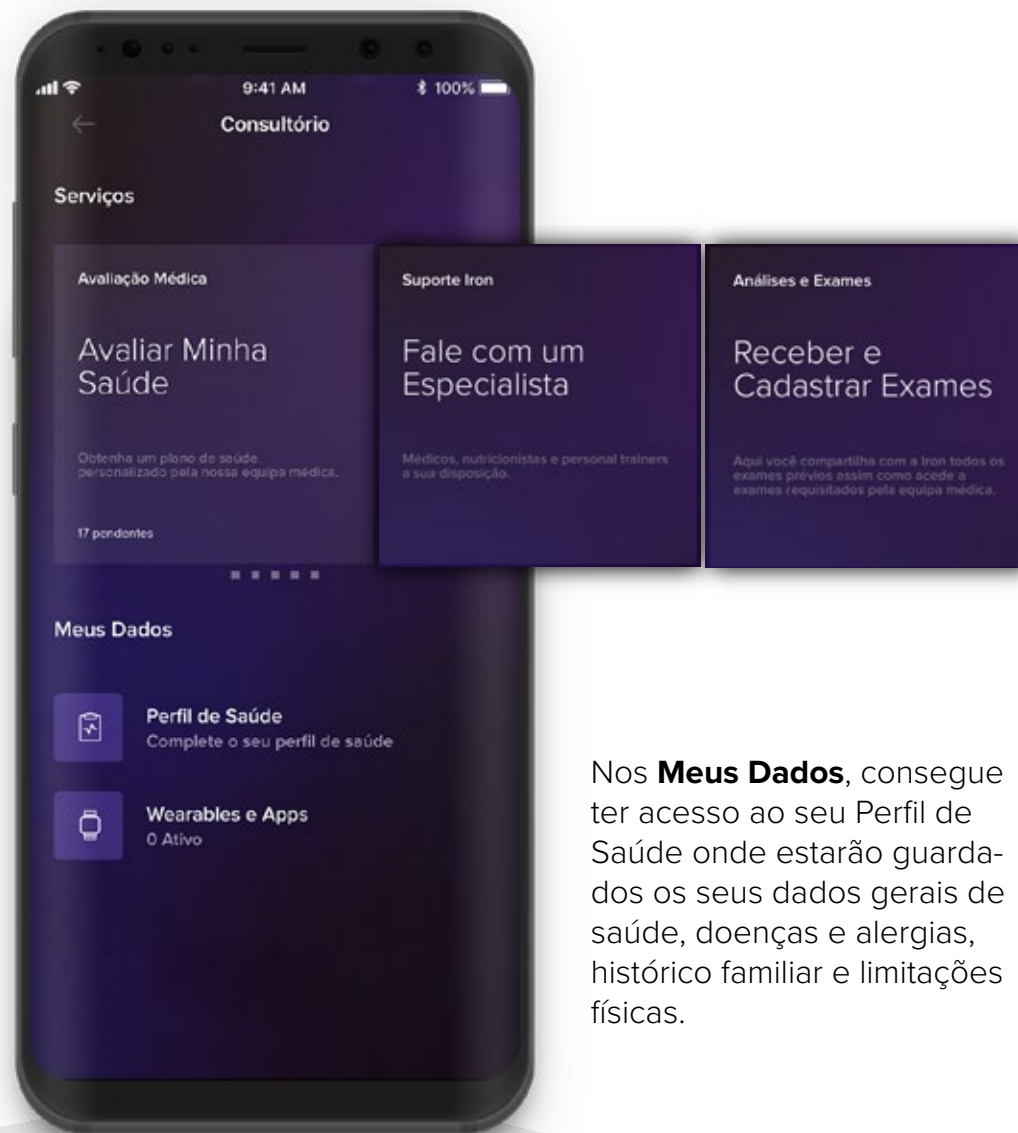 9:41 AM
100%
Consultório
Serviços
Avaliação Médica
Avaliar Minha
Saúde
Obtenha um plano de saúde
personalizado pela nossa equipa médica.
17 pendentes
Suporte Iron
Fale com um
Especialista
Médicos, nutricionistas e personal trainers
a sua disposição.
Análises e Exames
Receber e
Cadastrar Exames
Aqui você compartilha com a Iron todos os
exames prévios assim como acede a
exames requisitados pela equipa médica.
Meus Dados
Perfil de Saúde
Complete o seu perfil de saúde
Wearables e Apps
0 Ativo
Nos Meus Dados, consegue
ter acesso ao seu Perfil de
Saúde onde estarão guarda-
dos os seus dados gerais de
saúde, doenças e alergias,
histórico familiar e limitações
físicas.